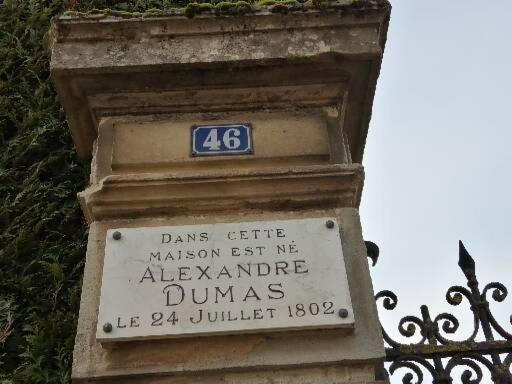 46
DANS CETTE
MAISON EST NÉ
ALEXANDRE
DUMAS
LE 24 JUILLET 1802